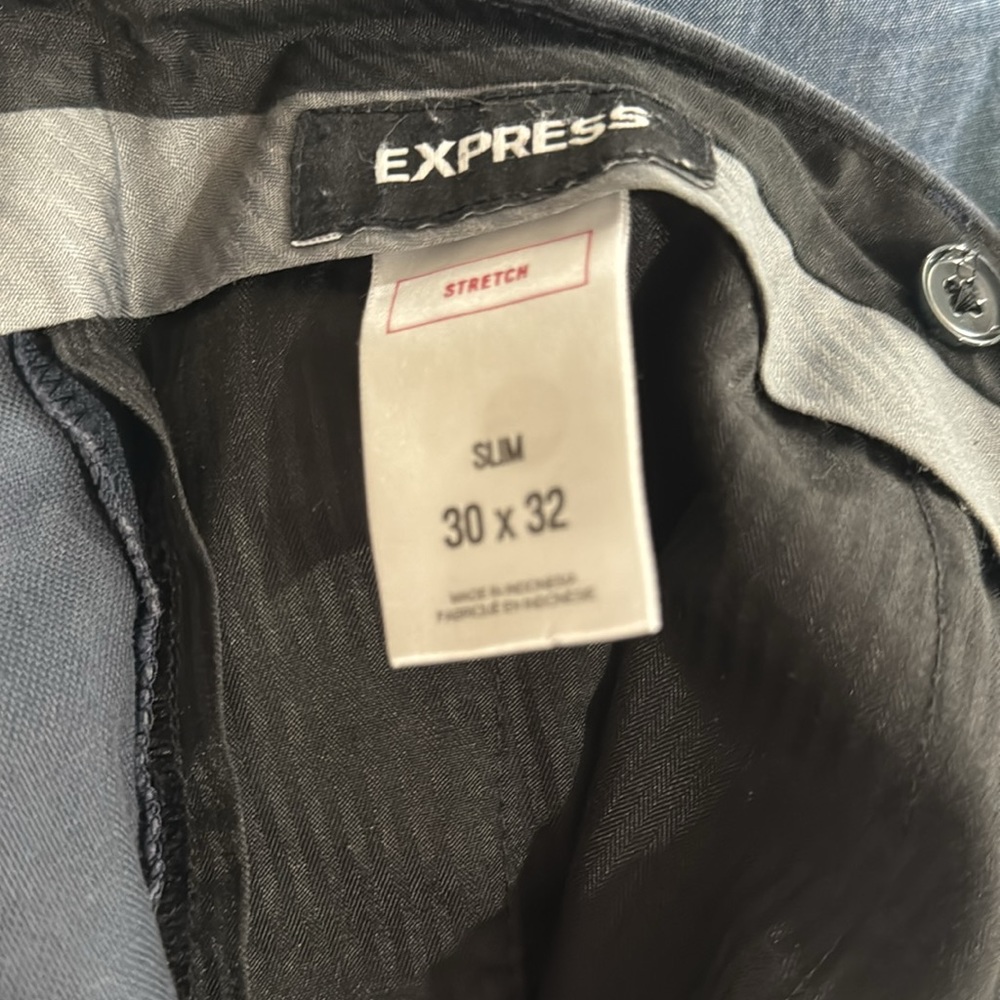 EXPRESS
STRETCH
SLIM
30 x 32
MADE IN INDONESIA
FABRIQUÉ EN INDONÉSIE